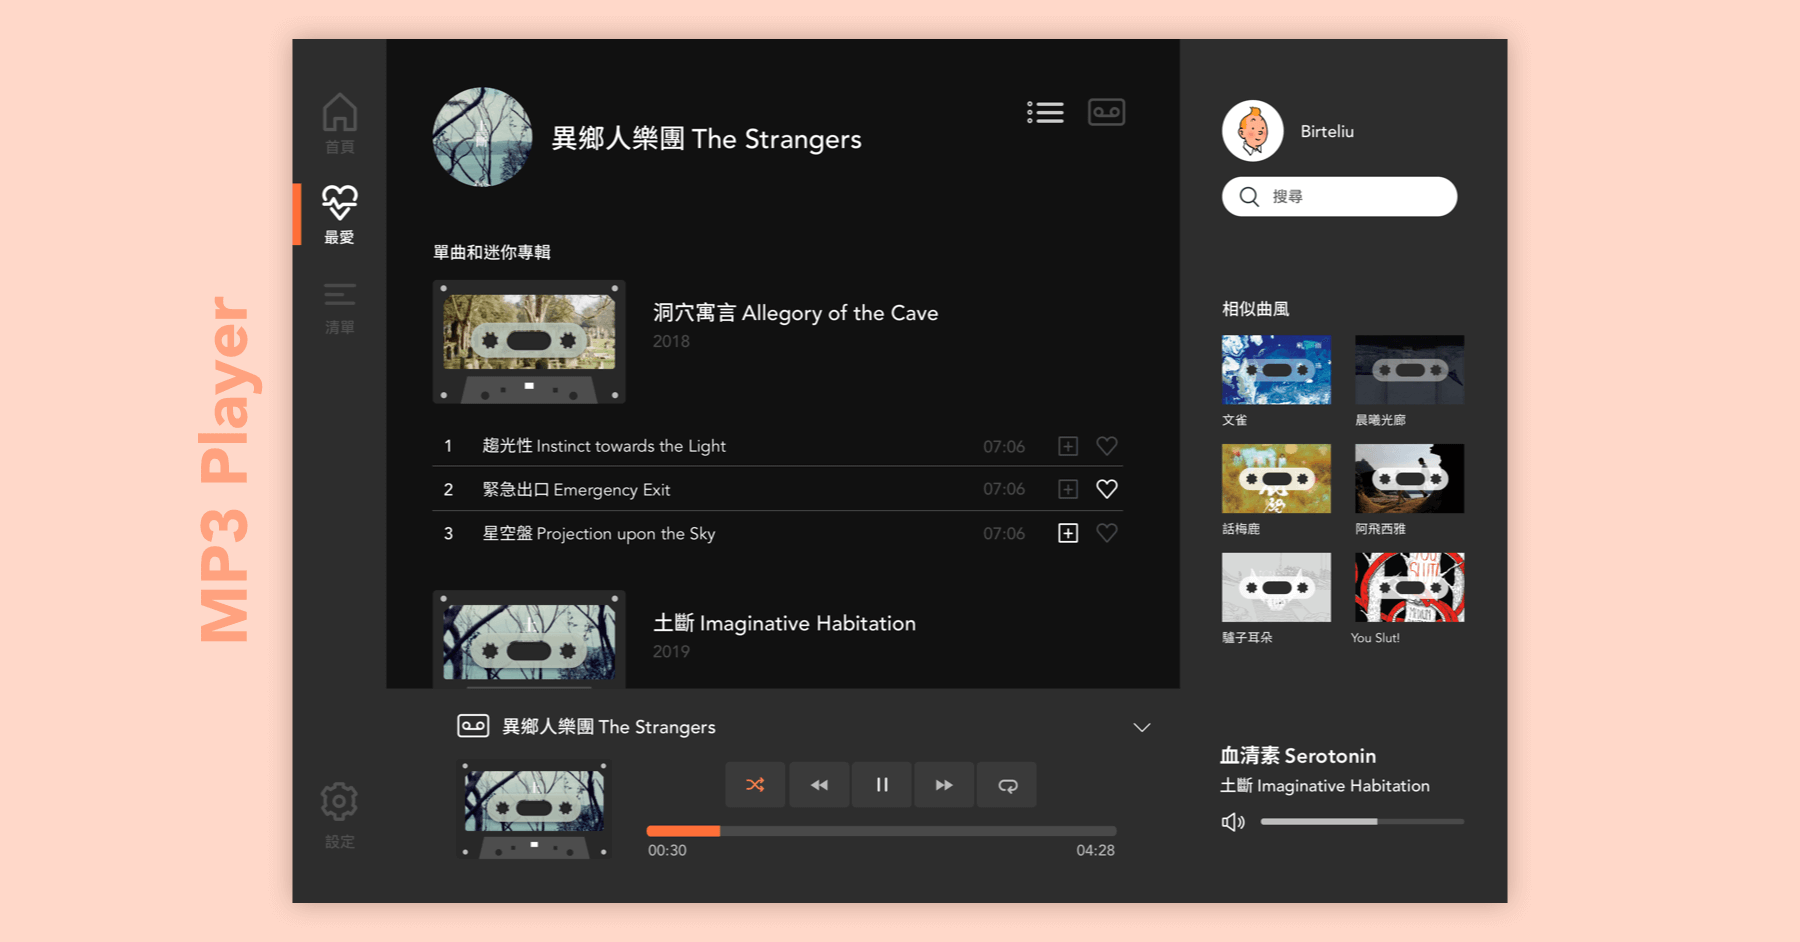 MP3 Player
首頁
最愛
清單
設定
異鄉人樂團 The Strangers
單曲和迷你專輯
洞穴寓言 Allegory of the Cave
2018
1 趨光性 Instinct towards the Light 07:06
2 緊急出口 Emergency Exit 07:06
3 星空盤 Projection upon the Sky 07:06
土斷 Imaginative Habitation
2019
Birteliu
搜尋
相似曲風
文雀
晨曦光廊
話梅鹿
阿飛西雅
驢子耳朵
You Slut!
異鄉人樂團 The Strangers
00:30
04:28
血清素 Serotonin
土斷 Imaginative Habitation